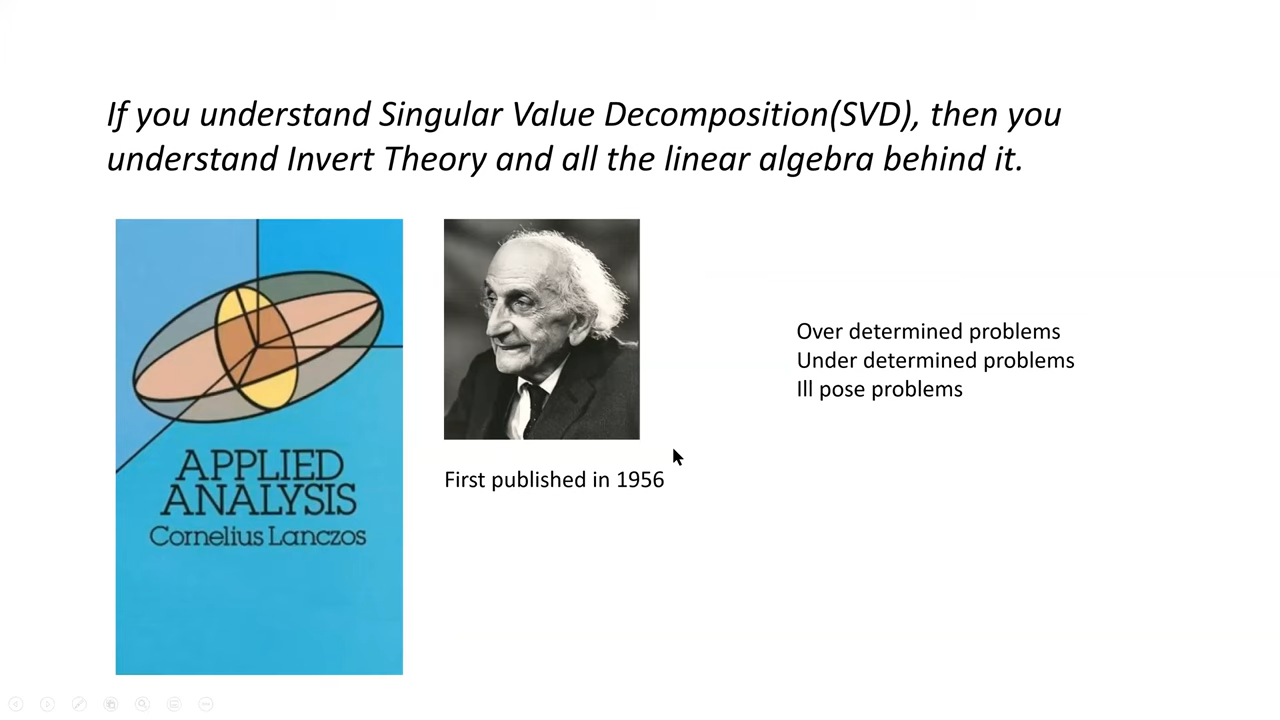 If you understand Singular Value Decomposition(SVD), then you
understand Invert Theory and all the linear algebra behind it.
APPLIED
ANALYSIS
Cornelius Lanczos
First published in 1956
Over determined problems
Under determined problems
Ill pose problems